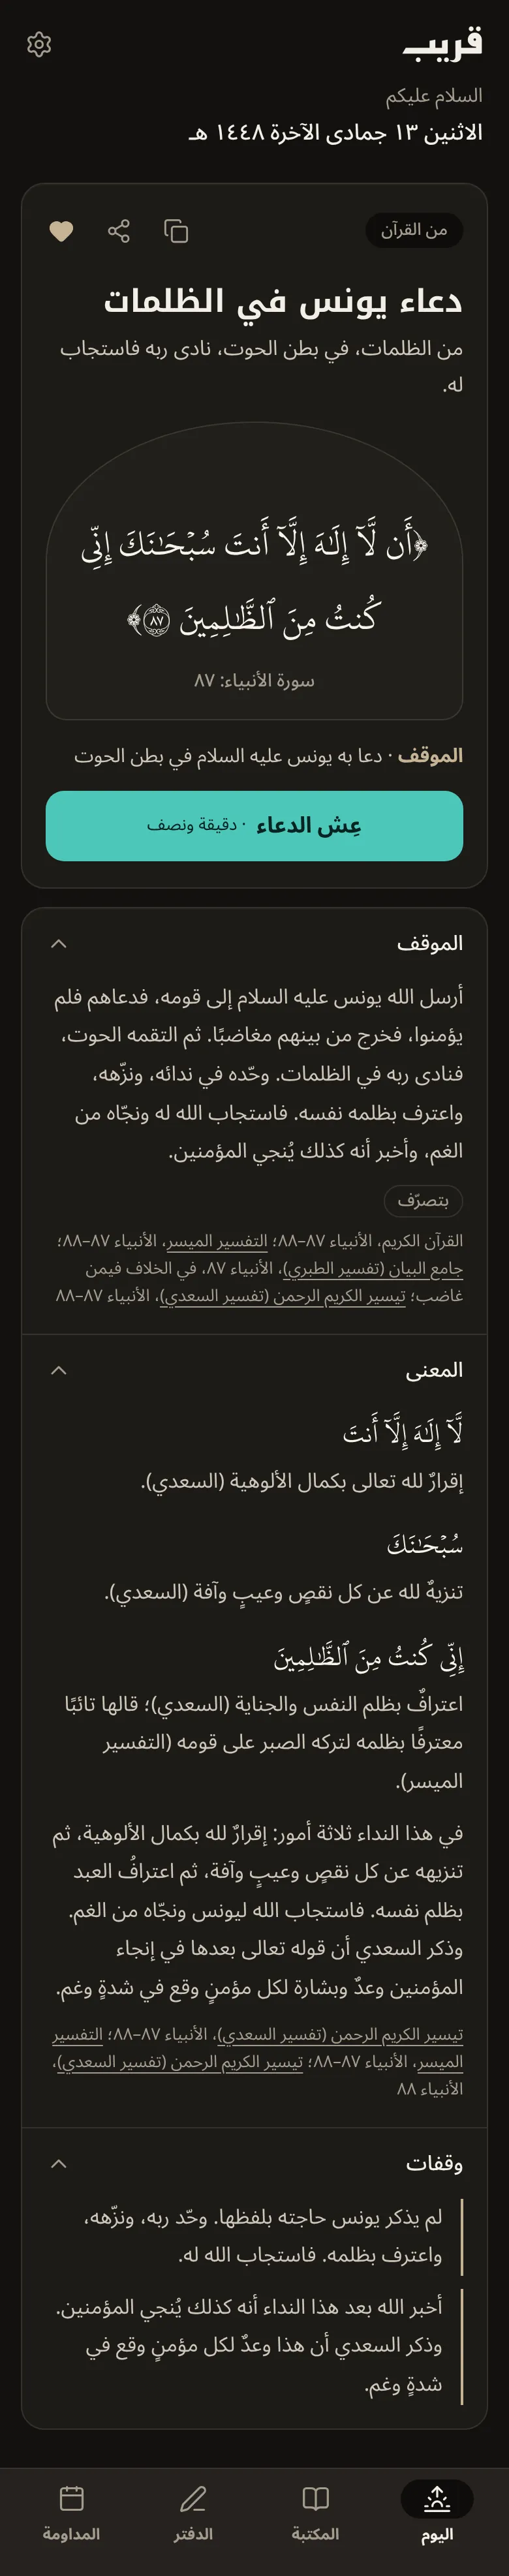 قريب
السلام عليكم
الاثنين ١٣ جمادى الآخرة ١٤٤٨ هـ
من القرآن
دعاء يونس في الظلمات
من الظلمات، في بطن الحوت، نادى ربه فاستجاب
له.
﴿أَن لَّآ إِلَٰهَ إِلَّآ أَنتَ سُبْحَٰنَكَ إِنِّى
كُنتُ مِنَ ٱلظَّٰلِمِينَ ٨٧﴾
سورة الأنبياء: ٨٧
الموقف · دعا به يونس عليه السلام في بطن الحوت
عِش الدعاء · دقيقة ونصف
الموقف
أرسل الله يونس عليه السلام إلى قومه، فدعاهم فلم
يؤمنوا، فخرج من بينهم مغاضبًا. ثم التقمه الحوت،
فنادى ربه في الظلمات. وحّده في ندائه، ونزّهه،
واعترف بظلمه نفسه. فاستجاب الله له ونجّاه من
الغم، وأخبر أنه كذلك يُنجي المؤمنين.
بتصرّف
القرآن الكريم، الأنبياء ٨٧–٨٨؛ التفسير الميسر، الأنبياء ٨٧–٨٨؛
جامع البيان (تفسير الطبري)، الأنبياء ٨٧، في الخلاف فيمن
غاضب؛ تيسير الكريم الرحمن (تفسير السعدي)، الأنبياء ٨٧–٨٨
المعنى
لَّآ إِلَٰهَ إِلَّآ أَنتَ
إقرارٌ لله تعالى بكمال الألوهية (السعدي).
سُبْحَٰنَكَ
تنزيهٌ لله عن كل نقصٍ وعيبٍ وآفة (السعدي).
إِنِّى كُنتُ مِنَ ٱلظَّٰلِمِينَ
اعترافٌ بظلم النفس والجناية (السعدي)؛ قالها تائبًا
معترفًا بظلمه لتركه الصبر على قومه (التفسير
الميسر).
في هذا النداء ثلاثة أمور: إقرارٌ لله بكمال الألوهية، ثم
تنزيهه عن كل نقصٍ وعيبٍ وآفة، ثم اعترافُ العبد
بظلم نفسه. فاستجاب الله ليونس ونجّاه من الغم.
وذكر السعدي أن قوله تعالى بعدها في إنجاء
المؤمنين وعدٌ وبشارة لكل مؤمنٍ وقع في شدةٍ وغم.
تيسير الكريم الرحمن (تفسير السعدي)، الأنبياء ٨٧–٨٨؛ التفسير
الميسر، الأنبياء ٨٧–٨٨؛ تيسير الكريم الرحمن (تفسير السعدي)،
الأنبياء ٨٨
وقفات
لم يذكر يونس حاجته بلفظها. وحّد ربه، ونزّهه،
واعترف بظلمه. فاستجاب الله له.
أخبر الله بعد هذا النداء أنه كذلك يُنجي المؤمنين.
وذكر السعدي أن هذا وعدٌ لكل مؤمنٍ وقع في
شدةٍ وغم.
اليوم
المكتبة
الدفتر
المداومة